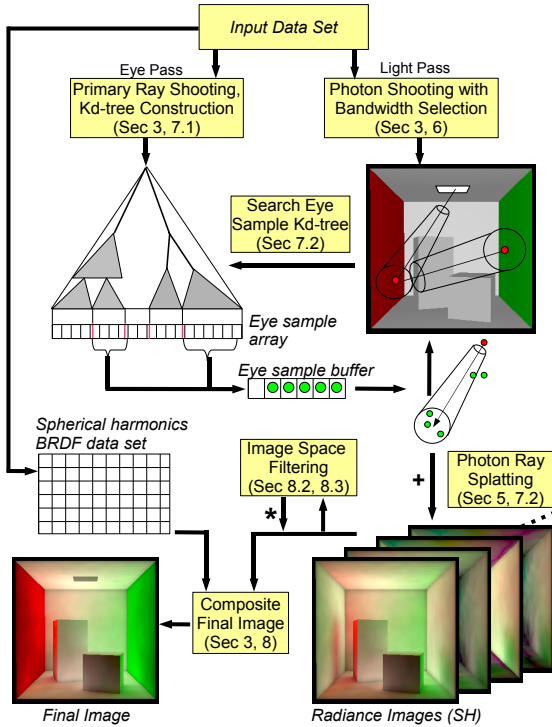 Input Data Set
Eye Pass
Light Pass
Primary Ray Shooting,
Kd-tree Construction
(Sec 3, 7.1)
Photon Shooting with
Bandwidth Selection
(Sec 3, 6)
Search Eye
Sample Kd-tree
(Sec 7.2)
Eye sample
array
Eye sample buffer
Spherical harmonics
BRDF data set
Image Space
Filtering
(Sec 8.2, 8.3)
*
+
Photon Ray
Splatting
(Sec 5, 7.2)
Composite
Final Image
(Sec 3, 8)
Final Image
Radiance Images (SH)